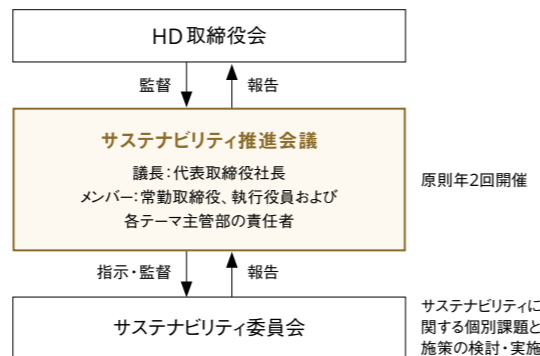 HD取締役会
監督
報告
サステナビリティ推進会議
議長：代表取締役社長
メンバー：常勤取締役、執行役員および
各テーマ主管部の責任者
原則年2回開催
指示・監督
報告
サステナビリティ委員会
サステナビリティに
関する個別課題と
施策の検討・実施